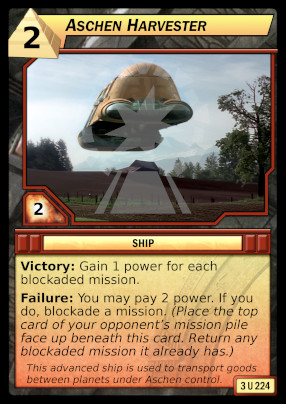 2
ASCHEN HARVESTER
2
SHIP
Victory: Gain 1 power for each
blockaded mission.
Failure: You may pay 2 power. If you
do, blockade a mission. (Place the top
card of your opponent's mission pile
face up beneath this card. Return any
blockaded mission it already has.)
This advanced ship is used to transport goods
between planets under Aschen control.
3 U 224